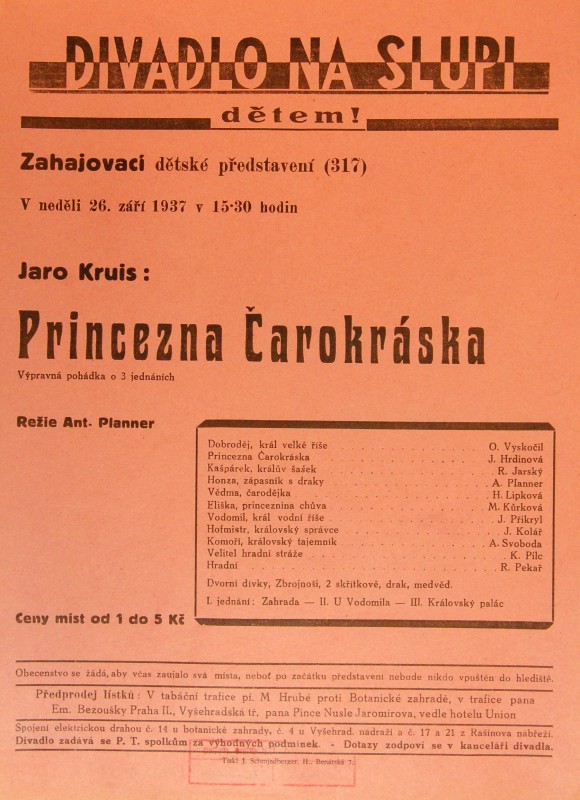 DIVADLO NA SLUPI
dětem!
Zahajovací dětské představení (317)
V neděli 26. září 1937 v 15·30 hodin
Jaro Kruis:
Princezna Čarokráska
Výpravná pohádka o 3 jednáních
Režie Ant. Planner
Dobroděj, král velké říše . . . . . O. Vyskočil
Princezna Čarokráska . . . . . J. Hrdinová
Kašpárek, králův šašek . . . . . R. Jarský
Honza, zápasník s draky . . . . . A. Planner
Vědma, čarodějka . . . . . H. Lipková
Eliška, princeznina chůva . . . . . M. Kůrková
Vodomil, král vodní říše . . . . . J. Přikryl
Hofmistr, královský správce . . . . . J. Kolář
Komoří, královský tajemník . . . . . A. Svoboda
Velitel hradní stráže . . . . . K. Pilc
Hradní . . . . . R. Pekař
Dvorní dívky, Zbrojnoši, 2 skřítkové, drak, medvěd.
I. jednání: Zahrada — II. U Vodomila — III. Královský palác
Ceny míst od 1 do 5 Kč
Obecenstvo se žádá, aby včas zaujalo svá místa, neboť po začátku představení nebude nikdo vpuštěn do hlediště.
Předprodej lístků: V tabáční trafice pí. M. Hrubé proti Botanické zahradě, v trafice pana
Em. Bezoušky Praha II., Vyšehradská tř., pana Pince Nusle Jaromírova, vedle hotelu Union
Spojení elektrickou drahou č. 14 u botanické zahrady, č. 4 u Vyšehrad. nádraží a č. 17 a 21 z Rašínova nábřeží.
Divadlo zadává se P. T. spolkům za výhodných podmínek. - Dotazy zodpoví se v kanceláři divadla.
Tiskl J. Schmidlberger, II., Benátská 7.